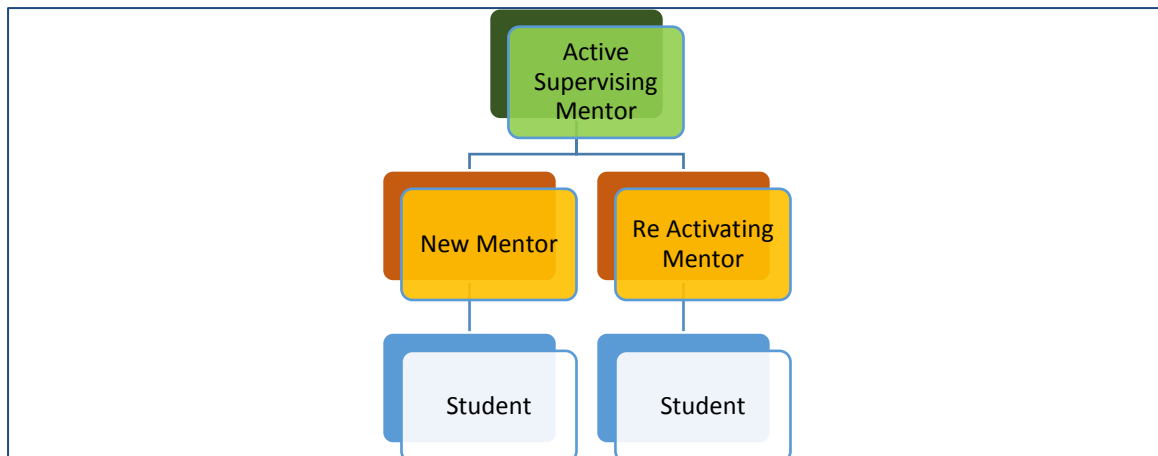 Active
Supervising
Mentor
New Mentor
Re Activating
Mentor
Student
Student